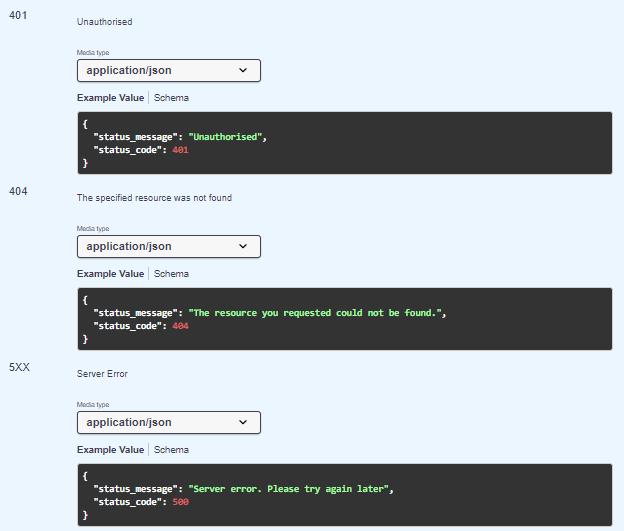 401
Unauthorised
Media type
application/json
Example Value Schema
{
"status_message": "Unauthorised",
"status_code": 401
}
404
The specified resource was not found
Media type
application/json
Example Value Schema
{
"status_message": "The resource you requested could not be found.",
"status_code": 404
}
5XX
Server Error
Media type
application/json
Example Value Schema
{
"status_message": "Server error. Please try again later",
"status_code": 500
}